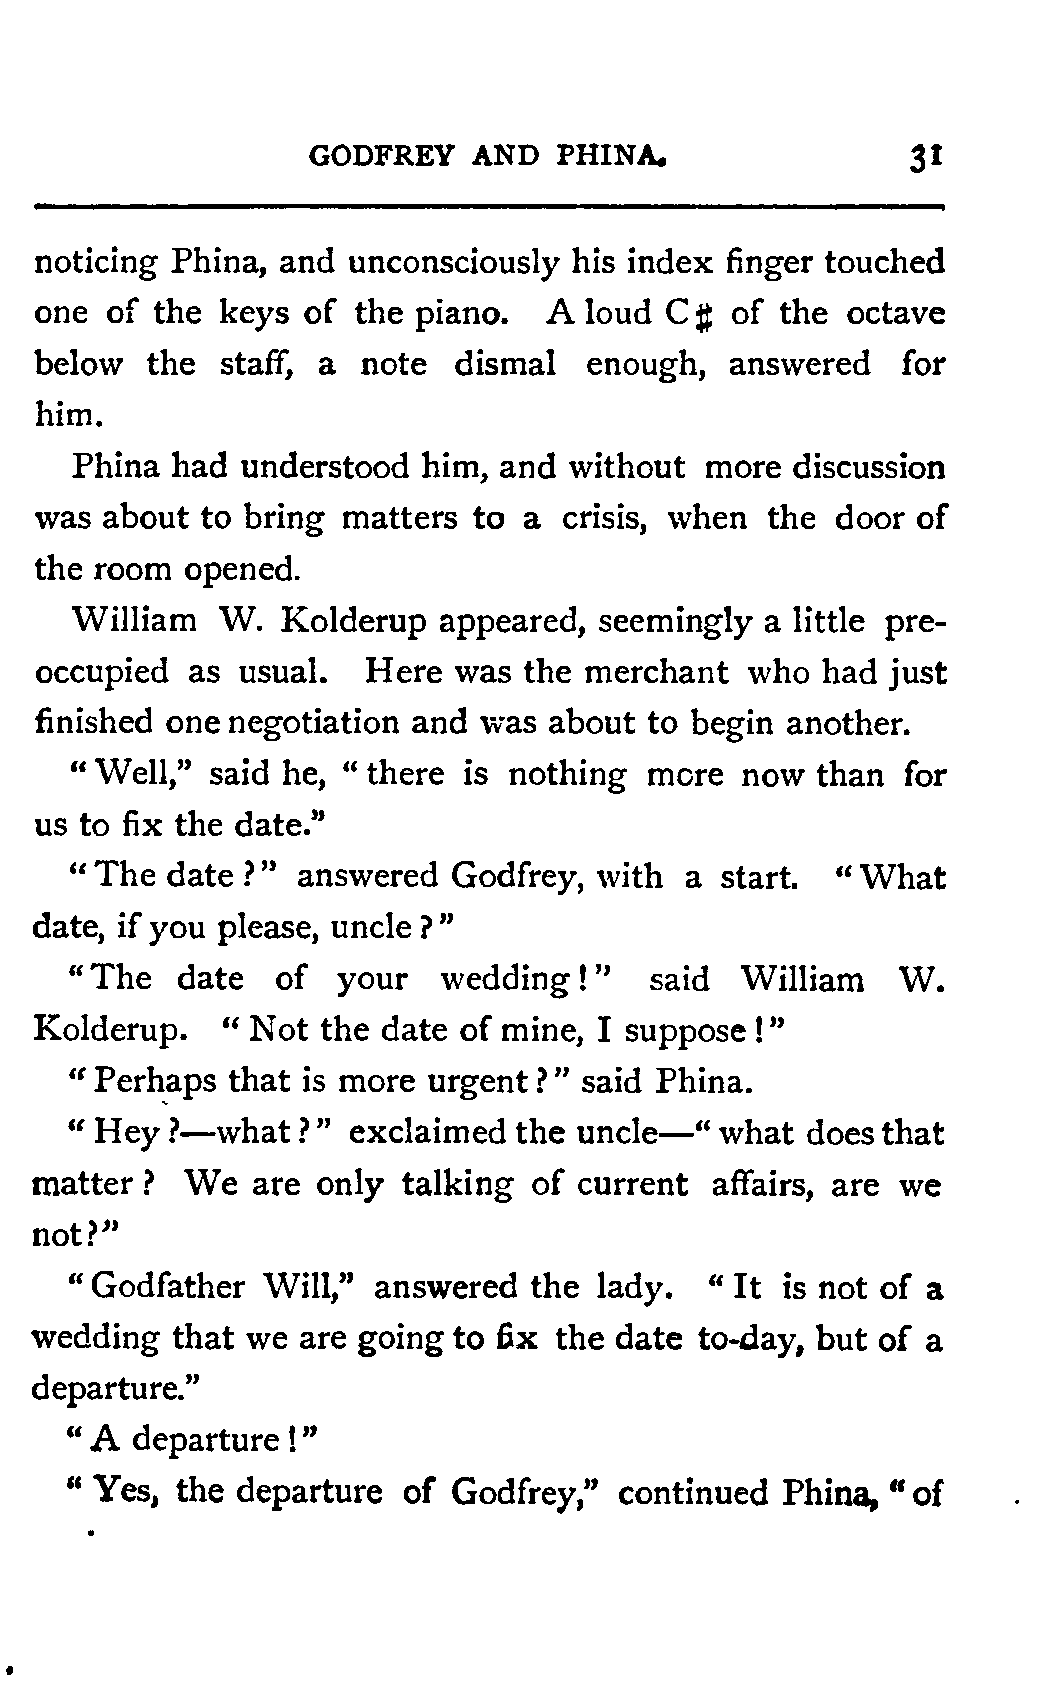 GODFREY AND PHINA. 31
noticing Phina, and unconsciously his index finger touched
one of the keys of the piano. A loud C♯ of the octave
below the staff, a note dismal enough, answered for
him.
Phina had understood him, and without more discussion
was about to bring matters to a crisis, when the door of
the room opened.
William W. Kolderup appeared, seemingly a little pre-
occupied as usual. Here was the merchant who had just
finished one negotiation and was about to begin another.
“Well,” said he, “there is nothing more now than for
us to fix the date.”
“The date?” answered Godfrey, with a start. “What
date, if you please, uncle?”
“The date of your wedding!” said William W.
Kolderup. “Not the date of mine, I suppose!”
“Perhaps that is more urgent?” said Phina.
“Hey?—what?” exclaimed the uncle—“what does that
matter? We are only talking of current affairs, are we
not?”
“Godfather Will,” answered the lady. “It is not of a
wedding that we are going to fix the date to-day, but of a
departure.”
“A departure!”
“Yes, the departure of Godfrey,” continued Phina, “of